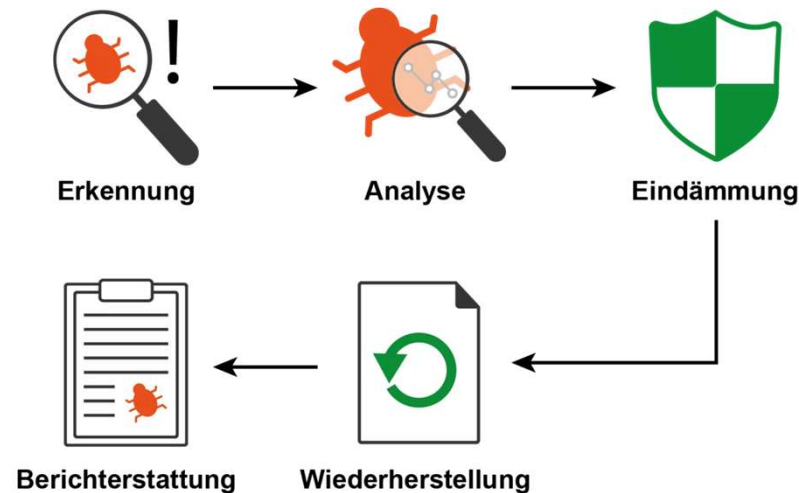 Erkennung
Analyse
Eindämmung
Wiederherstellung
Berichterstattung